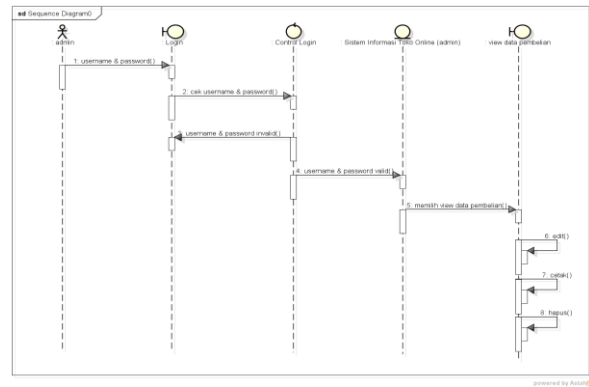 sd Sequence Diagram0
: admin
: Login
: Control Login
: Sistem Informasi Toko Online (admin)
: view data pembelian
1: username & password()
2: cek username & password()
3: username & password invalid()
4: username & password valid()
5: memilih view data pembelian()
6: edit()
7: cetak()
8: hapus()
powered by Astah